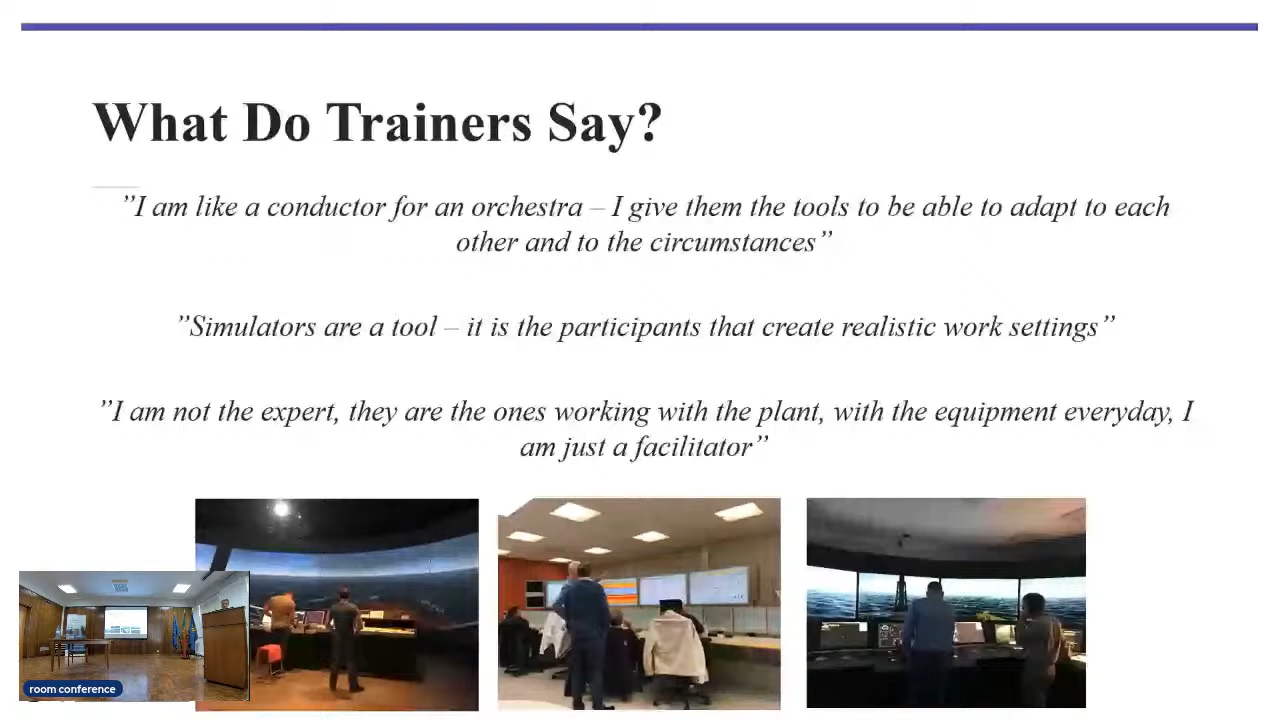 What Do Trainers Say?
”I am like a conductor for an orchestra – I give them the tools to be able to adapt to each
other and to the circumstances”
”Simulators are a tool – it is the participants that create realistic work settings”
”I am not the expert, they are the ones working with the plant, with the equipment everyday, I
am just a facilitator”
room conference